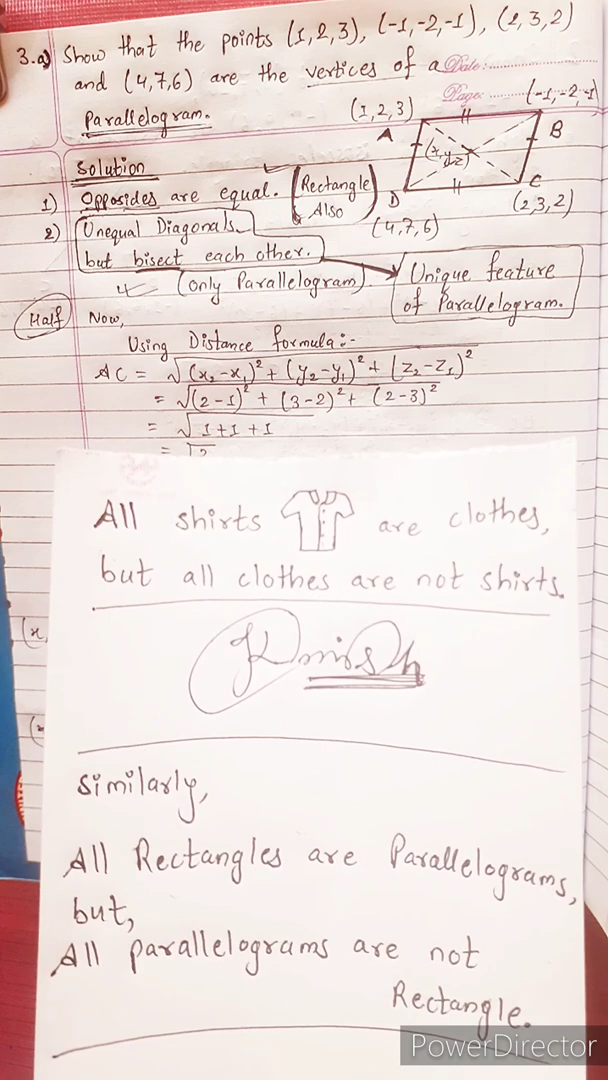 3.a) Show that the points (1,2,3), (-1,-2,-1), (2,3,2)
and (4,7,6) are the vertices of a
Date:
Page:
Parallelogram.
(1,2,3)
(-1,-2,-1)
A
B
(x,y,z)
D
C
(4,7,6)
(2,3,2)
Solution
1) Opposides are equal. (Rectangle Also
2) Unequal Diagonals
but bisect each other.
(only Parallelogram)
Unique feature
of Parallelogram.
Half
Now,
Using Distance formula:-
AC = √(x₂-x₁)² + (y₂-y₁)² + (z₂-z₁)²
= √(2-1)² + (3-2)² + (2-3)²
= √1+1+1
All shirts are clothes,
but all clothes are not shirts.
Similarly,
All Rectangles are Parallelograms,
but,
All parallelograms are not
Rectangle.
PowerDirector